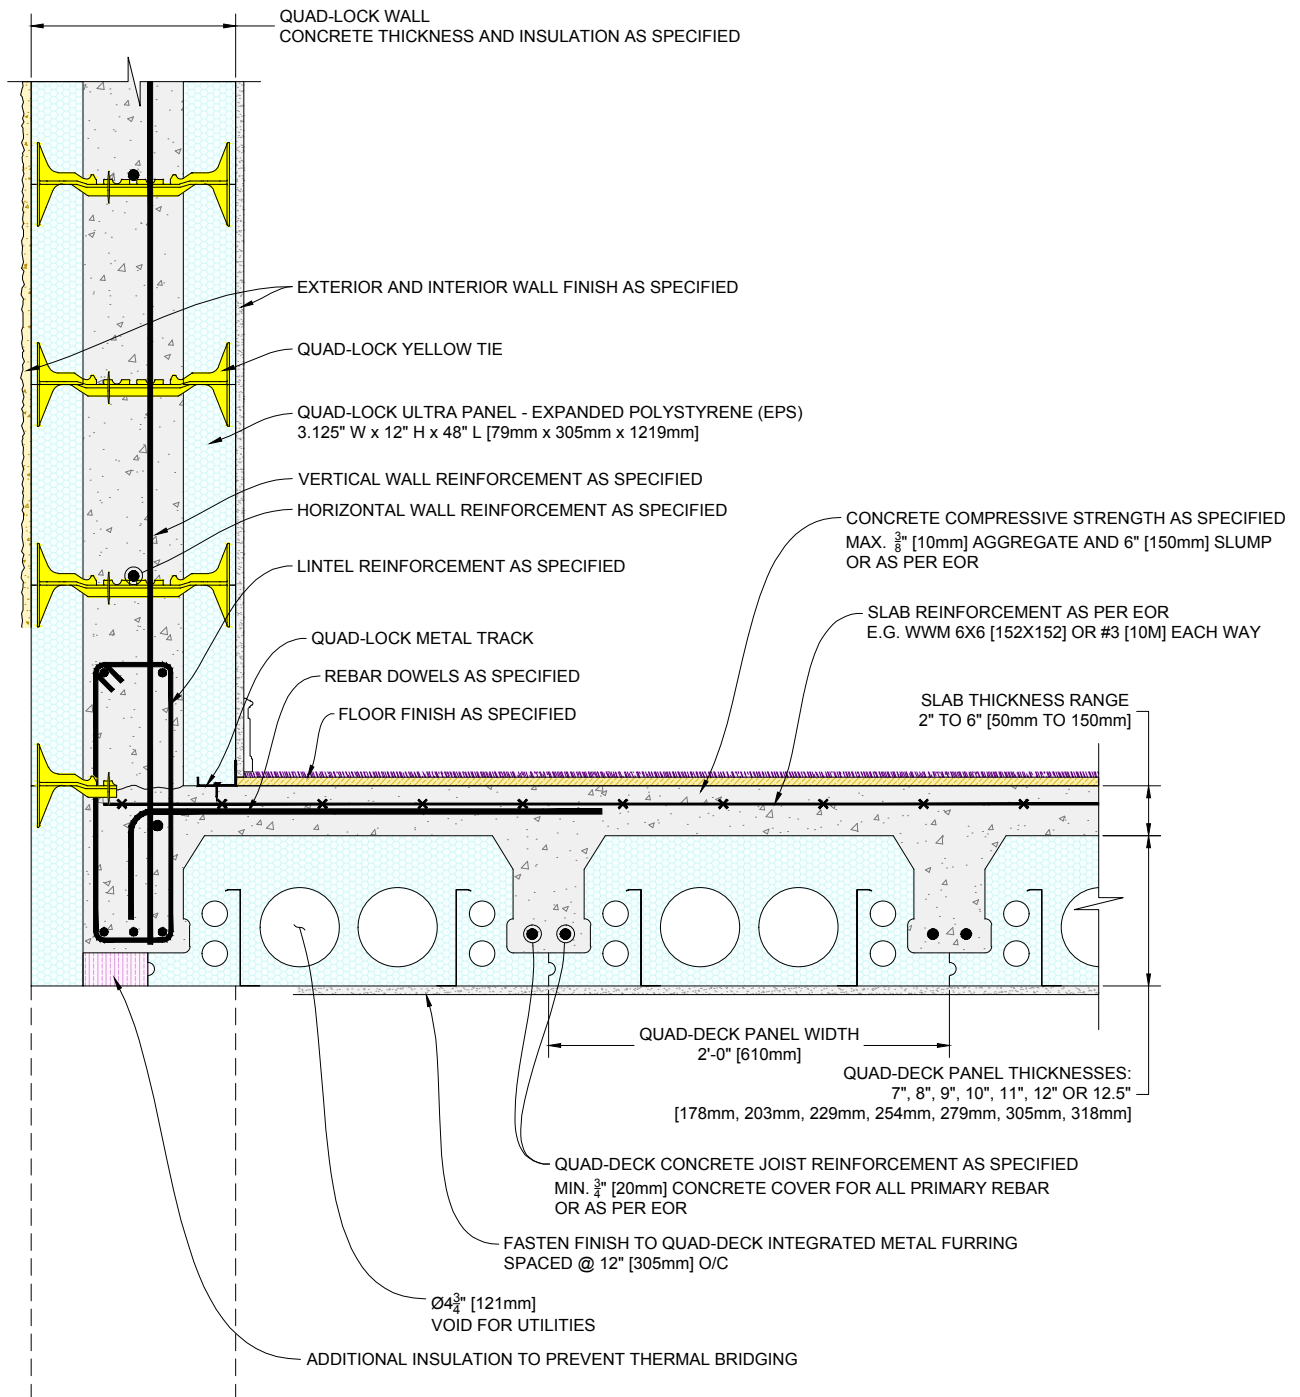 QUAD-LOCK WALL
CONCRETE THICKNESS AND INSULATION AS SPECIFIED
EXTERIOR AND INTERIOR WALL FINISH AS SPECIFIED
QUAD-LOCK YELLOW TIE
QUAD-LOCK ULTRA PANEL - EXPANDED POLYSTYRENE (EPS)
3.125" W x 12" H x 48" L [79mm x 305mm x 1219mm]
VERTICAL WALL REINFORCEMENT AS SPECIFIED
HORIZONTAL WALL REINFORCEMENT AS SPECIFIED
LINTEL REINFORCEMENT AS SPECIFIED
QUAD-LOCK METAL TRACK
REBAR DOWELS AS SPECIFIED
FLOOR FINISH AS SPECIFIED
CONCRETE COMPRESSIVE STRENGTH AS SPECIFIED
MAX. 3/8" [10mm] AGGREGATE AND 6" [150mm] SLUMP
OR AS PER EOR
SLAB REINFORCEMENT AS PER EOR
E.G. WWM 6X6 [152X152] OR #3 [10M] EACH WAY
SLAB THICKNESS RANGE
2" TO 6" [50mm TO 150mm]
QUAD-DECK PANEL WIDTH
2'-0" [610mm]
QUAD-DECK PANEL THICKNESSES:
7", 8", 9", 10", 11", 12" OR 12.5"
[178mm, 203mm, 229mm, 254mm, 279mm, 305mm, 318mm]
QUAD-DECK CONCRETE JOIST REINFORCEMENT AS SPECIFIED
MIN. 3/4" [20mm] CONCRETE COVER FOR ALL PRIMARY REBAR
OR AS PER EOR
FASTEN FINISH TO QUAD-DECK INTEGRATED METAL FURRING
SPACED @ 12" [305mm] O/C
Ø4 3/4" [121mm]
VOID FOR UTILITIES
ADDITIONAL INSULATION TO PREVENT THERMAL BRIDGING